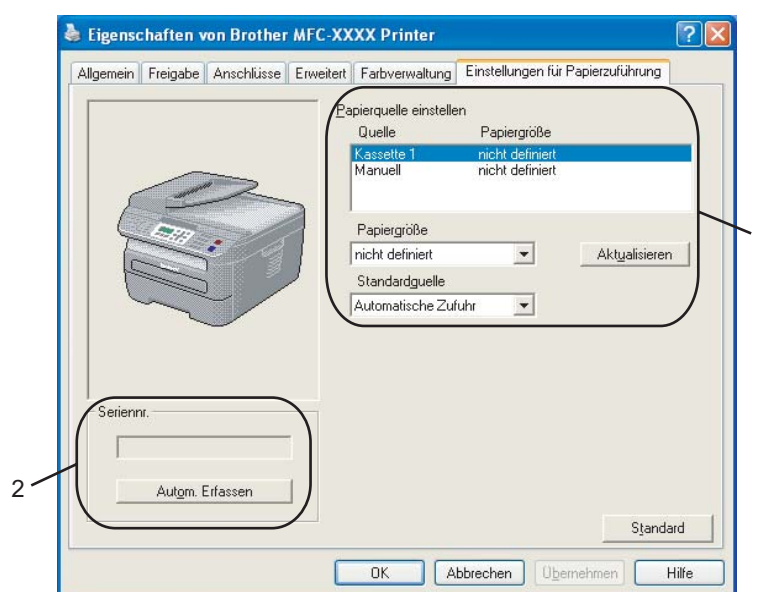 Eigenschaften von Brother MFC-XXXX Printer
Allgemein Freigabe Anschlüsse Erweitert Farbverwaltung Einstellungen für Papierzuführung
Papierquelle einstellen
Quelle Papiergröße
Kassette 1 nicht definiert
Manuell nicht definiert
Papiergröße
nicht definiert Aktualisieren
Standardquelle
Automatische Zufuhr
Seriennr.
2
Autom. Erfassen
Standard
OK Abbrechen Übernehmen Hilfe